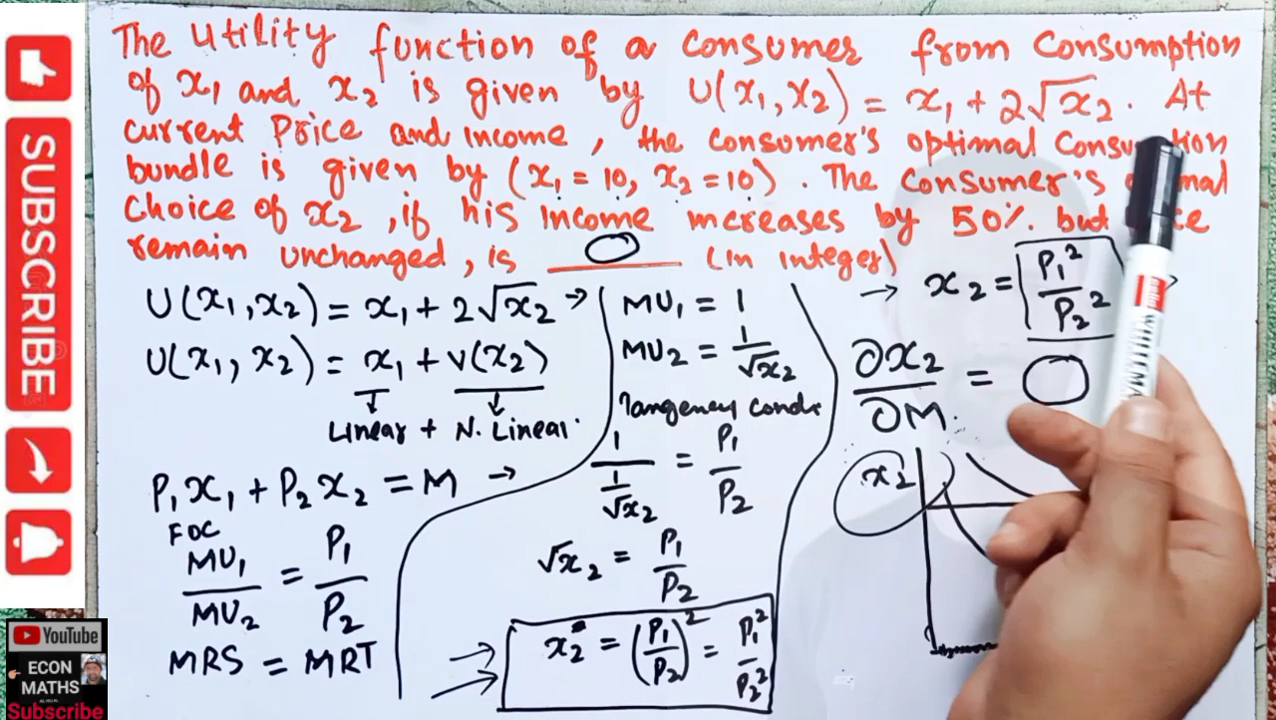 The Utility function of a consumer from Consumption
of x₁ and x₂ is given by U(x₁, x₂) = x₁ + 2√x₂. At
current Price and income, the consumer's optimal
bundle is given by (x₁ = 10, x₂ = 10). The Consumer's
Choice of x₂, if his income increases by 50% but
remain unchanged, is O (in integer)
U(x₁, x₂) = x₁ + 2√x₂ →
U(x₁, x₂) = x₁ + v(x₂)
↓ ↓
Linear + N. Linear.
P₁x₁ + P₂x₂ = M →
FOC
MU₁/MU₂ = P₁/P₂
MRS = MRT
MU₁ = 1
MU₂ = 1/√x₂
Tangency Condn
1/(1/√x₂) = P₁/P₂
√x₂ = P₁/P₂
x₂* = (P₁/P₂)² = P₁²/P₂²
→ x₂ = P₁²/P₂²
∂x₂/∂M = O
x₂
SUBSCRIBE
YouTube
ECON
MATHS
Subscribe